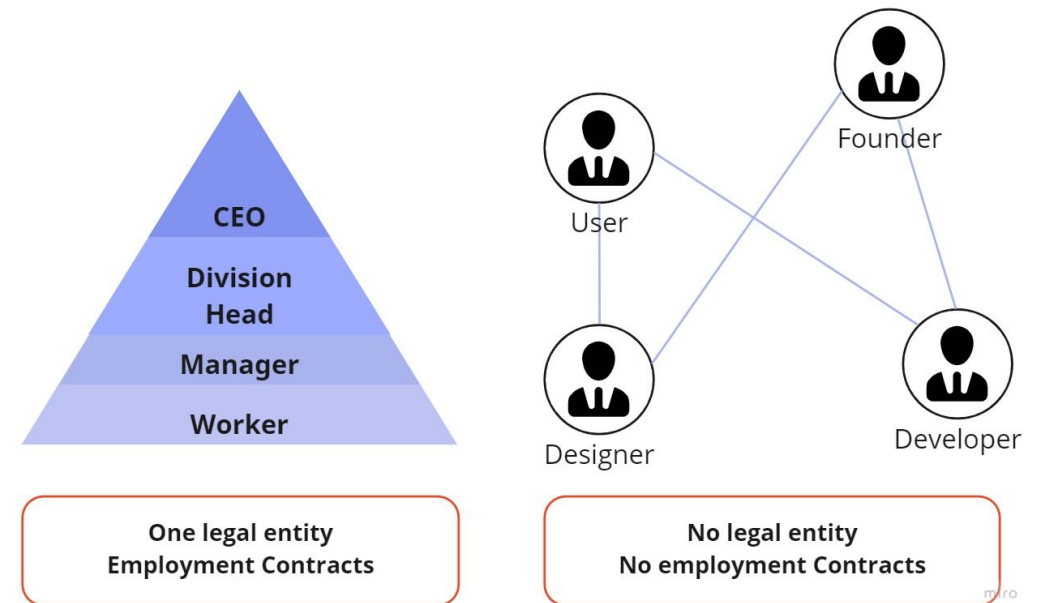 CEO
Division
Head
Manager
Worker
One legal entity
Employment Contracts
Founder
User
Designer
Developer
No legal entity
No employment Contracts
miro